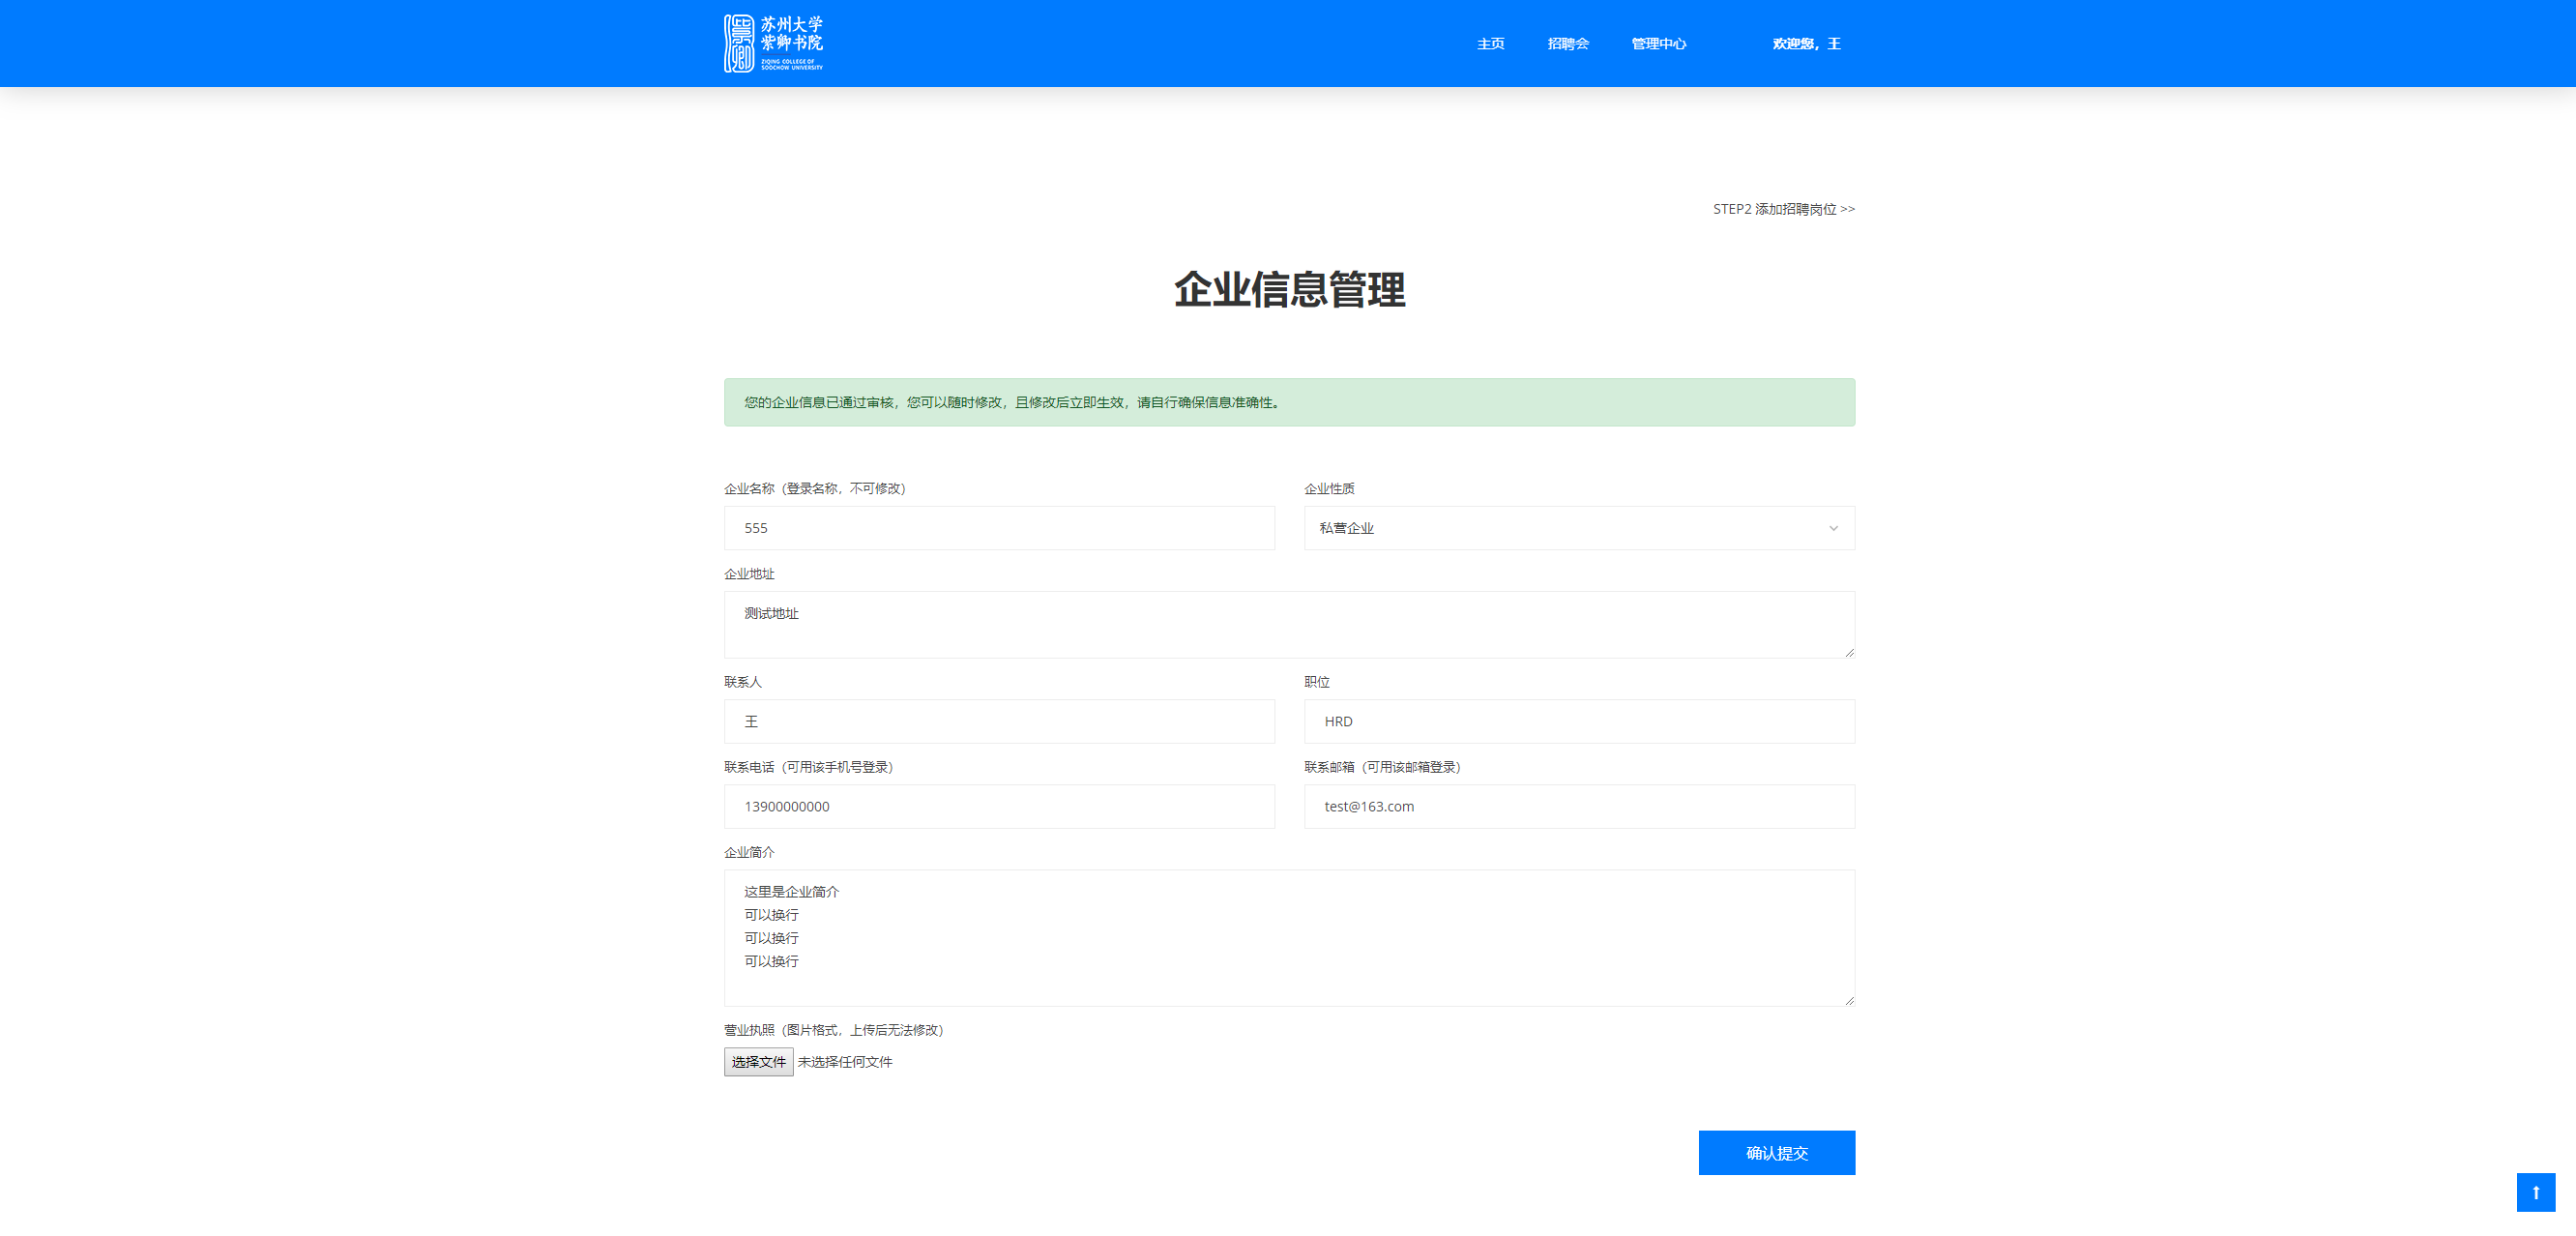 苏州大学
紫卿书院
ZIQING COLLEGE OF
SOOCHOW UNIVERSITY
主页 招聘会 管理中心 欢迎您，王
STEP2 添加招聘岗位 >>
企业信息管理
您的企业信息已通过审核，您可以随时修改，且修改后立即生效，请自行确保信息准确性。
企业名称（登录名称，不可修改） 企业性质
555 私营企业
企业地址
测试地址
联系人 职位
王 HRD
联系电话（可用该手机号登录） 联系邮箱（可用该邮箱登录）
13900000000 test@163.com
企业简介
这里是企业简介
可以换行
可以换行
可以换行
营业执照（图片格式，上传后无法修改）
选择文件 未选择任何文件
确认提交